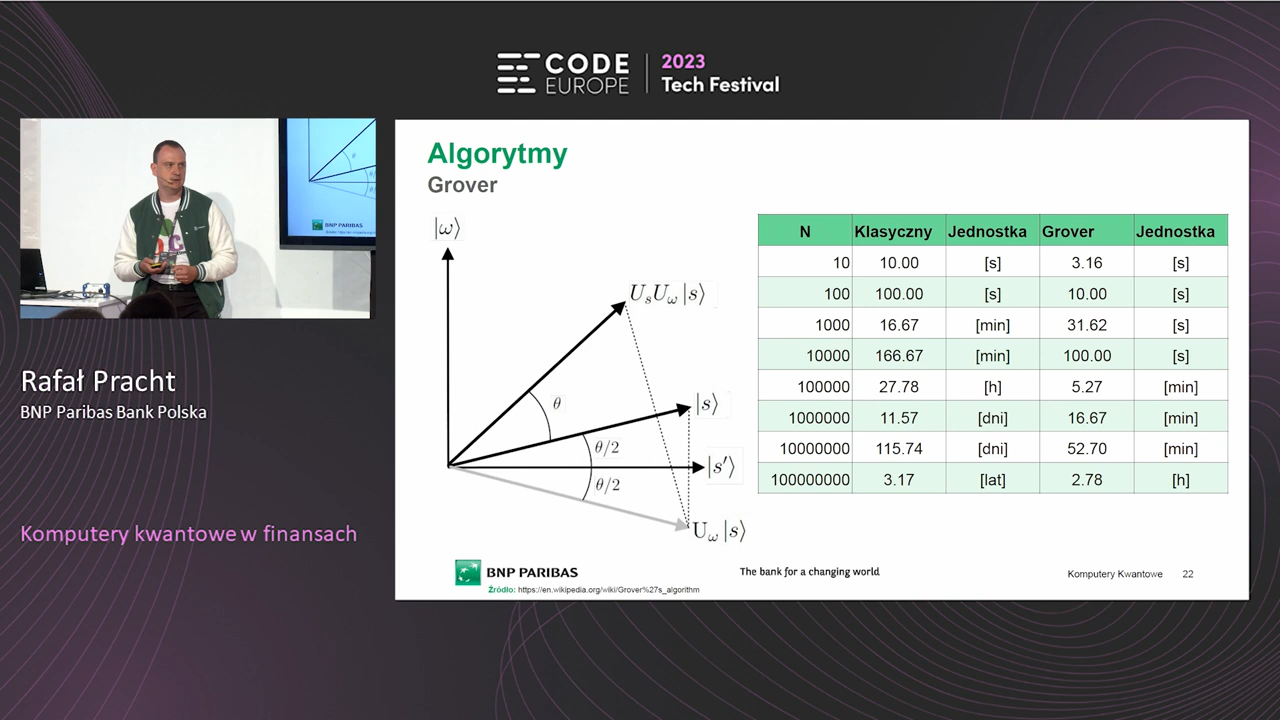 CODE EUROPE
2023
Tech Festival
Algorytmy
Grover
|ω⟩
U_sU_ω|s⟩
θ
|s⟩
θ/2
|s'⟩
θ/2
U_ω|s⟩
N Klasyczny Jednostka Grover Jednostka
10 10.00 [s] 3.16 [s]
100 100.00 [s] 10.00 [s]
1000 16.67 [min] 31.62 [s]
10000 166.67 [min] 100.00 [s]
100000 27.78 [h] 5.27 [min]
1000000 11.57 [dni] 16.67 [min]
10000000 115.74 [dni] 52.70 [min]
100000000 3.17 [lat] 2.78 [h]
BNP PARIBAS
Źródło: https://en.wikipedia.org/wiki/Grover%27s_algorithm
The bank for a changing world
Komputery Kwantowe 22
BNP PARIBAS
Rafał Pracht
BNP Paribas Bank Polska
Komputery kwantowe w finansach